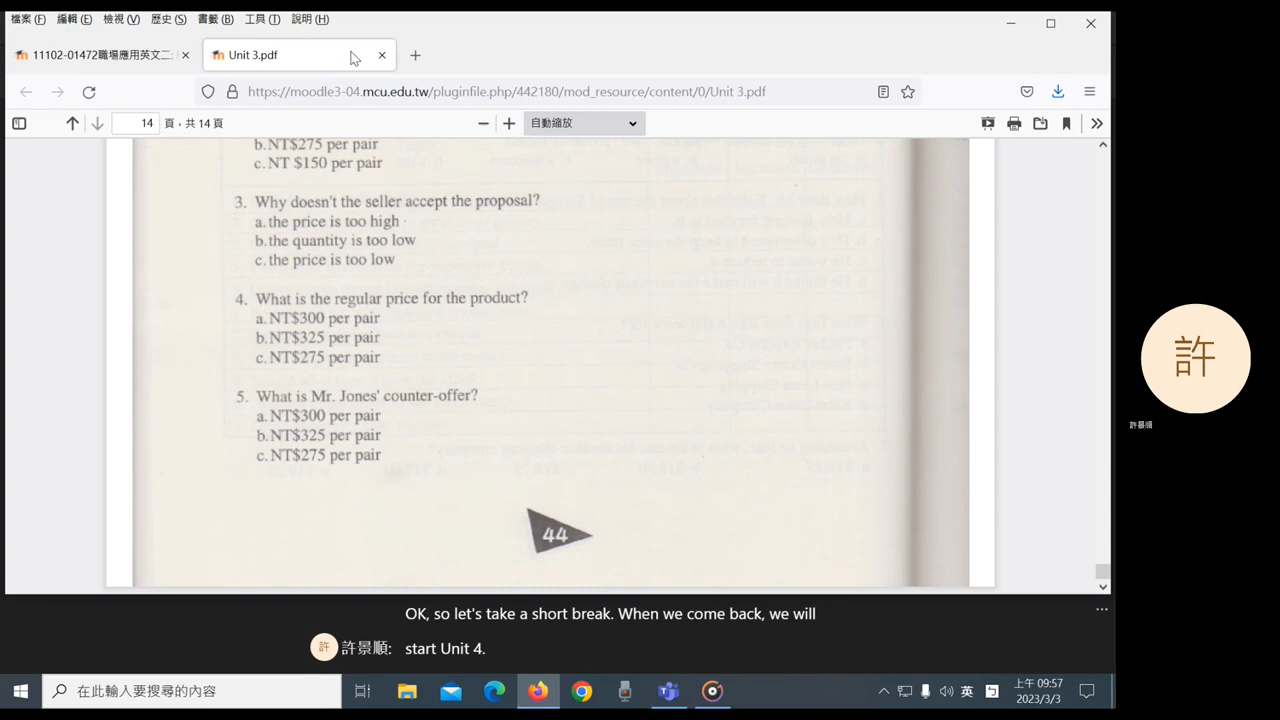 檔案 (F) 編輯 (E) 檢視 (V) 歷史 (S) 書籤 (B) 工具 (T) 說明 (H)
11102-01472職場應用英文二:
Unit 3.pdf
https://moodle3-04.mcu.edu.tw/pluginfile.php/442180/mod_resource/content/0/Unit 3.pdf
14 頁，共 14 頁
自動縮放
b.NT$275 per pair
c.NT $150 per pair
3. Why doesn't the seller accept the proposal?
a.the price is too high
b.the quantity is too low
c.the price is too low
4. What is the regular price for the product?
a.NT$300 per pair
b.NT$325 per pair
c.NT$275 per pair
5. What is Mr. Jones' counter-offer?
a.NT$300 per pair
b.NT$325 per pair
c.NT$275 per pair
44
許
許景順
OK, so let's take a short break. When we come back, we will
許 許景順: start Unit 4.
在此輸入要搜尋的內容
英
上午 09:57
2023/3/3